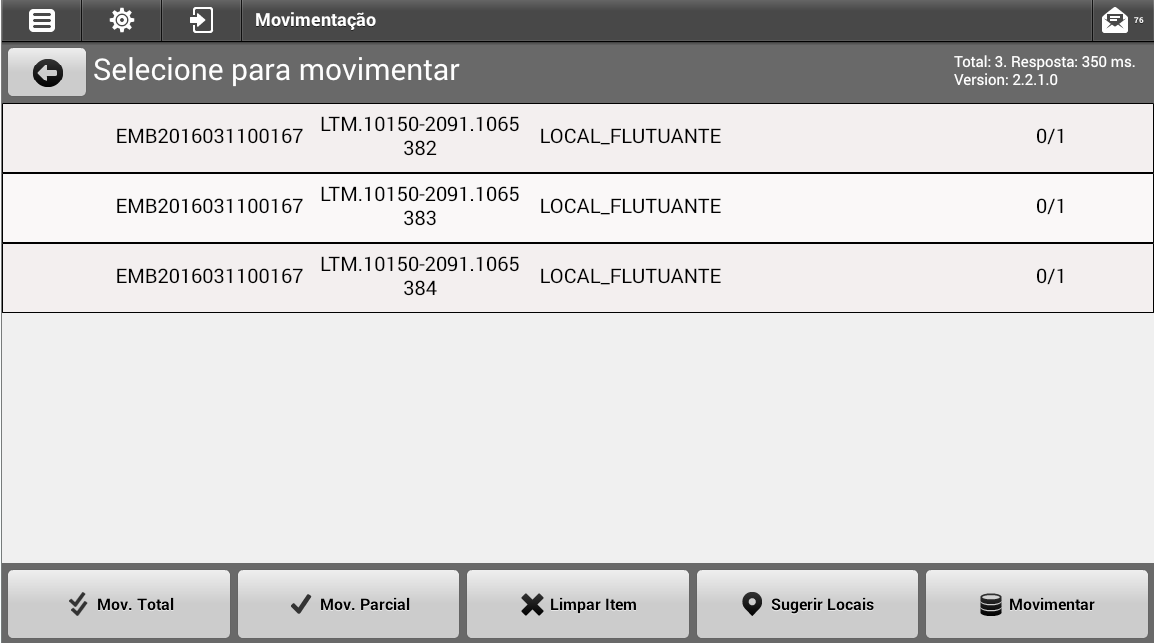 Movimentação
76
Selecione para movimentar
Total: 3. Resposta: 350 ms.
Version: 2.2.1.0
EMB2016031100167 LTM.10150-2091.1065 LOCAL_FLUTUANTE 0/1
382
EMB2016031100167 LTM.10150-2091.1065 LOCAL_FLUTUANTE 0/1
383
EMB2016031100167 LTM.10150-2091.1065 LOCAL_FLUTUANTE 0/1
384
Mov. Total Mov. Parcial Limpar Item Sugerir Locais Movimentar